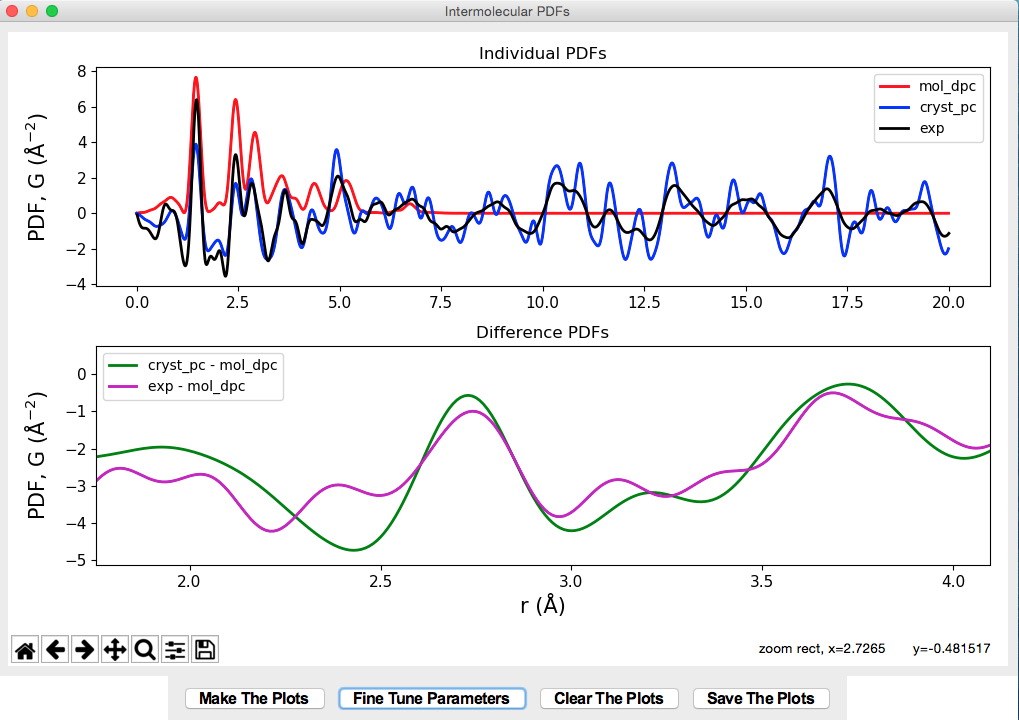 Intermolecular PDFs
Individual PDFs
PDF, G (Å⁻²)
8
6
4
2
0
−2
−4
mol_dpc
cryst_pc
exp
0.0 2.5 5.0 7.5 10.0 12.5 15.0 17.5 20.0
Difference PDFs
PDF, G (Å⁻²)
0
−1
−2
−3
−4
−5
cryst_pc - mol_dpc
exp - mol_dpc
2.0 2.5 3.0 3.5 4.0
r (Å)
zoom rect, x=2.7265 y=-0.481517
Make The Plots Fine Tune Parameters Clear The Plots Save The Plots